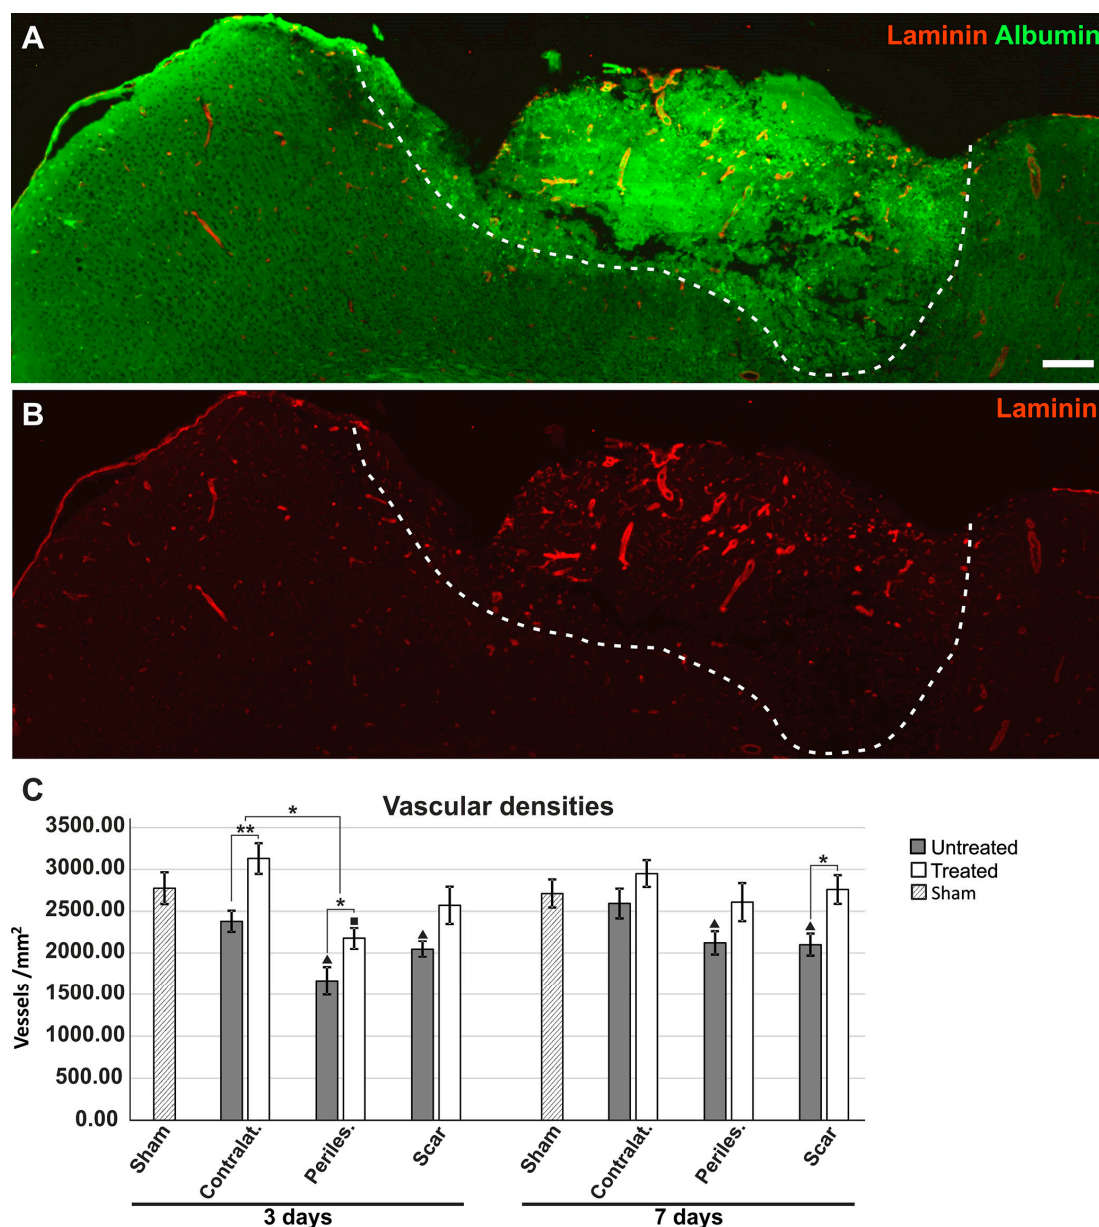 A
Laminin Albumin
B
Laminin
C
Vascular densities
Vessels /mm2
3500.00
3000.00
2500.00
2000.00
1500.00
1000.00
500.00
0.00
**
*
*
*
Untreated
Treated
Sham
Sham
Contralat.
Periles.
Scar
Sham
Contralat.
Periles.
Scar
3 days
7 days